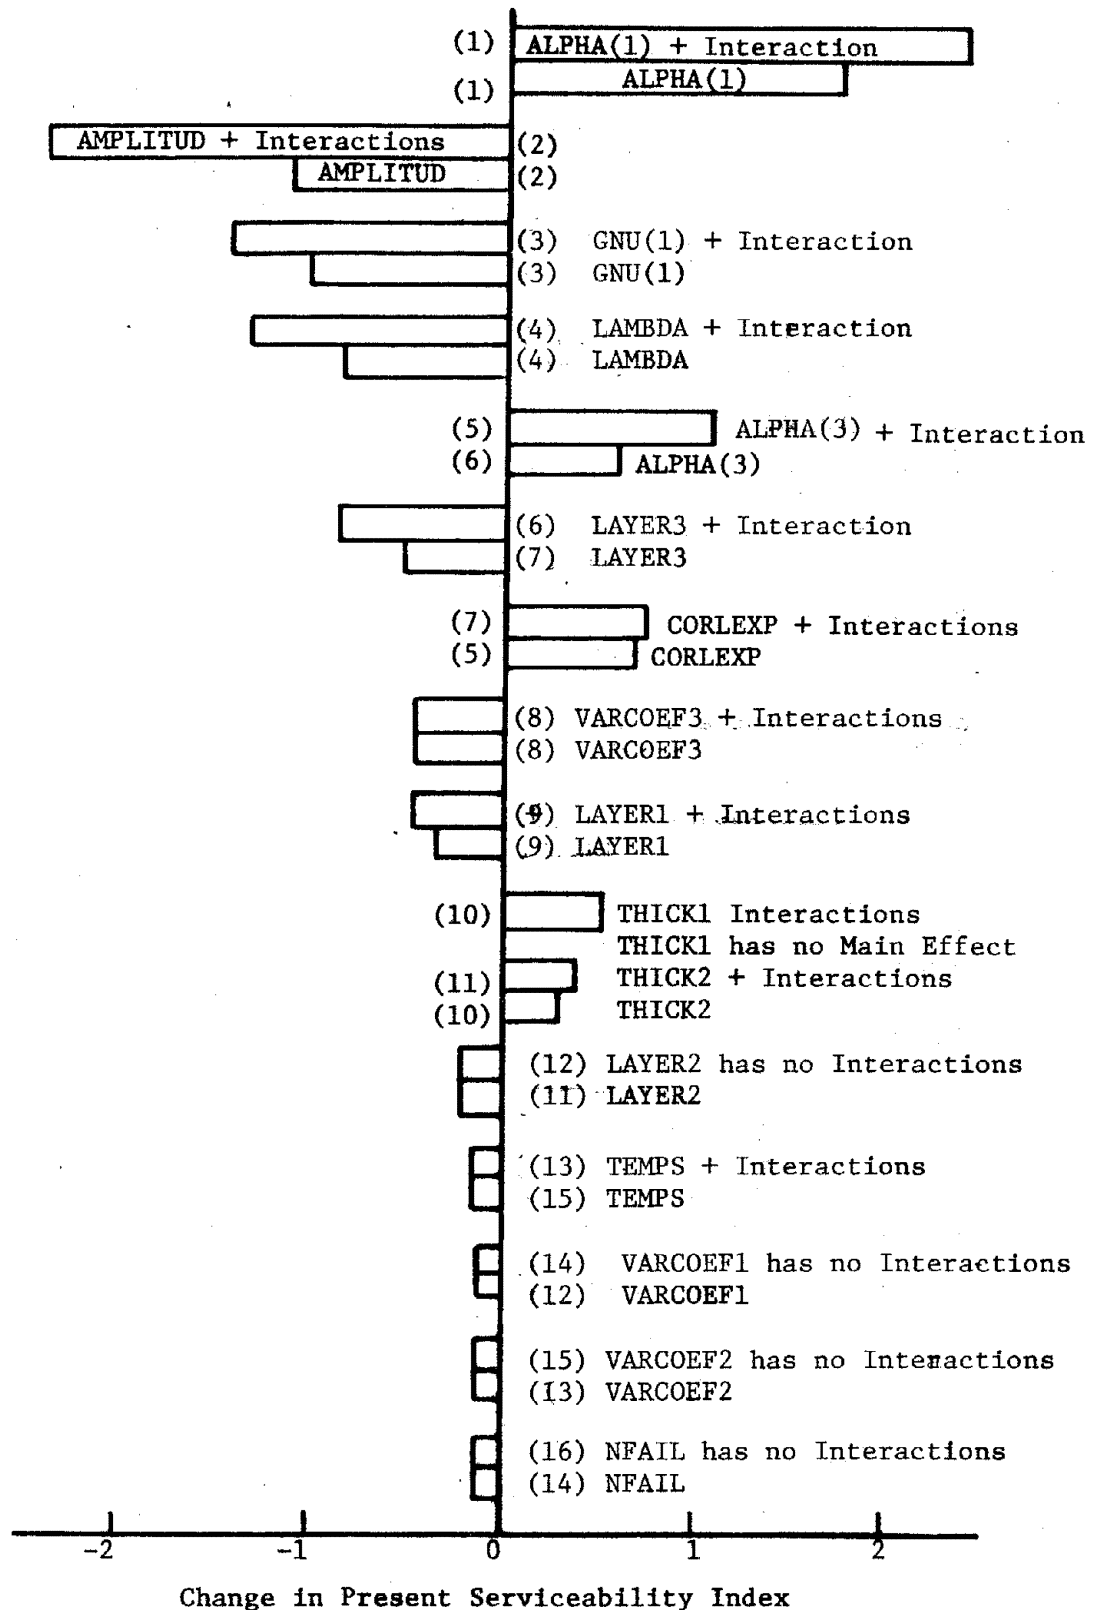 (1) ALPHA(1) + Interaction
(1) ALPHA(1)
AMPLITUD + Interactions (2)
AMPLITUD (2)
(3) GNU(1) + Interaction
(3) GNU(1)
(4) LAMBDA + Interaction
(4) LAMBDA
(5) ALPHA(3) + Interaction
(6) ALPHA(3)
(6) LAYER3 + Interaction
(7) LAYER3
(7) CORLEXP + Interactions
(5) CORLEXP
(8) VARCOEF3 + Interactions
(8) VARCOEF3
(9) LAYER1 + Interactions
(9) LAYER1
(10) THICK1 Interactions
THICK1 has no Main Effect
(11) THICK2 + Interactions
(10) THICK2
(12) LAYER2 has no Interactions
(11) LAYER2
(13) TEMPS + Interactions
(15) TEMPS
(14) VARCOEF1 has no Interactions
(12) VARCOEF1
(15) VARCOEF2 has no Interactions
(13) VARCOEF2
(16) NFAIL has no Interactions
(14) NFAIL
-2 -1 0 1 2
Change in Present Serviceability Index